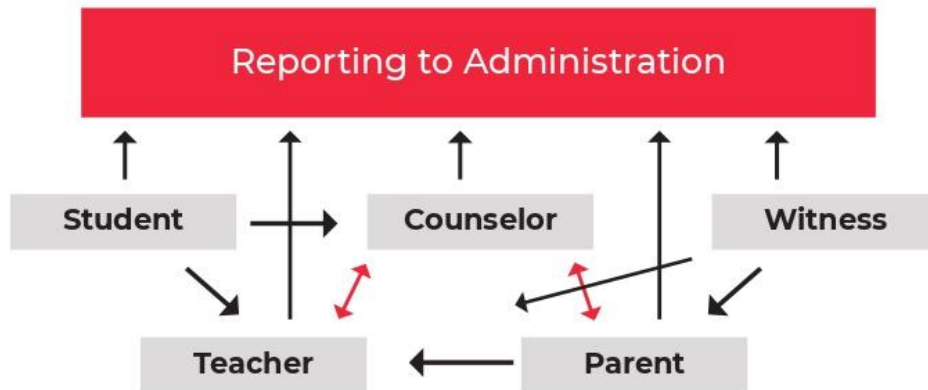 Reporting to Administration
Student
Counselor
Witness
Teacher
Parent